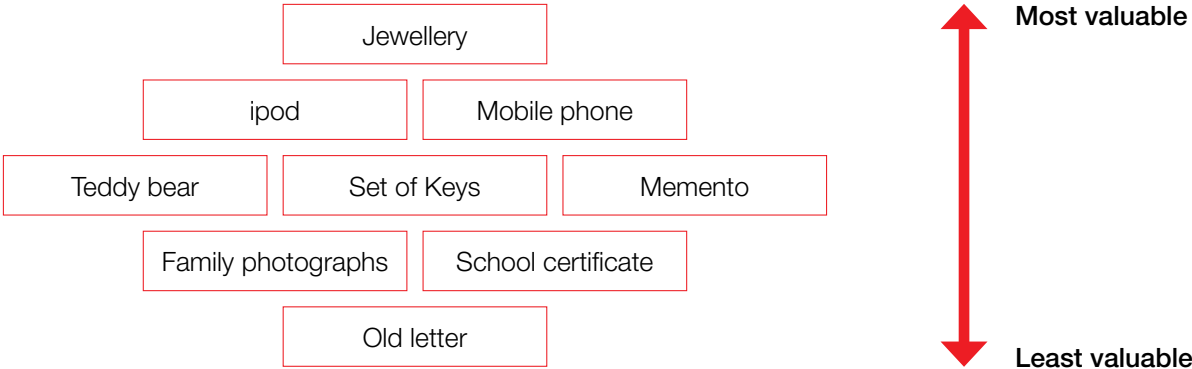 Jewellery
Most valuable
ipod Mobile phone
Teddy bear Set of Keys Memento
Family photographs School certificate
Old letter
Least valuable